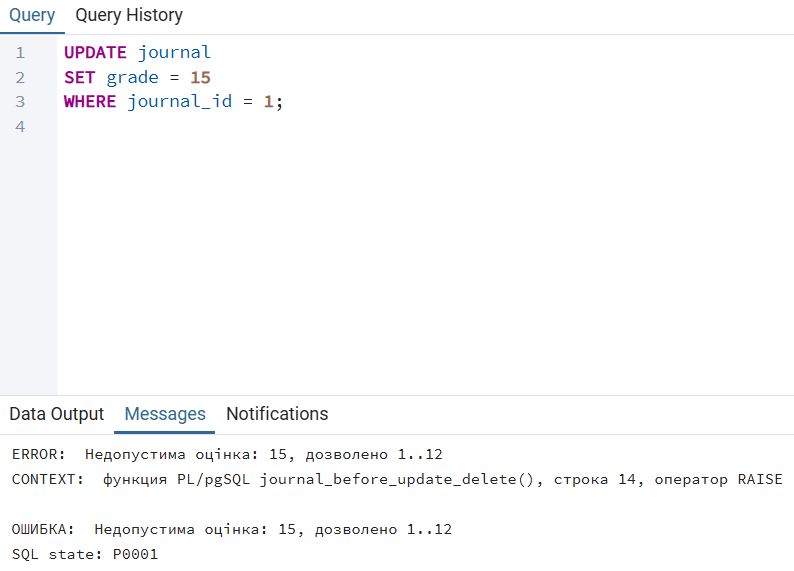 Query Query History
1 UPDATE journal
2 SET grade = 15
3 WHERE journal_id = 1;
4
Data Output Messages Notifications
ERROR:  Недопустима оцінка: 15, дозволено 1..12
CONTEXT:  функция PL/pgSQL journal_before_update_delete(), строка 14, оператор RAISE
ОШИБКА:  Недопустима оцінка: 15, дозволено 1..12
SQL state: P0001